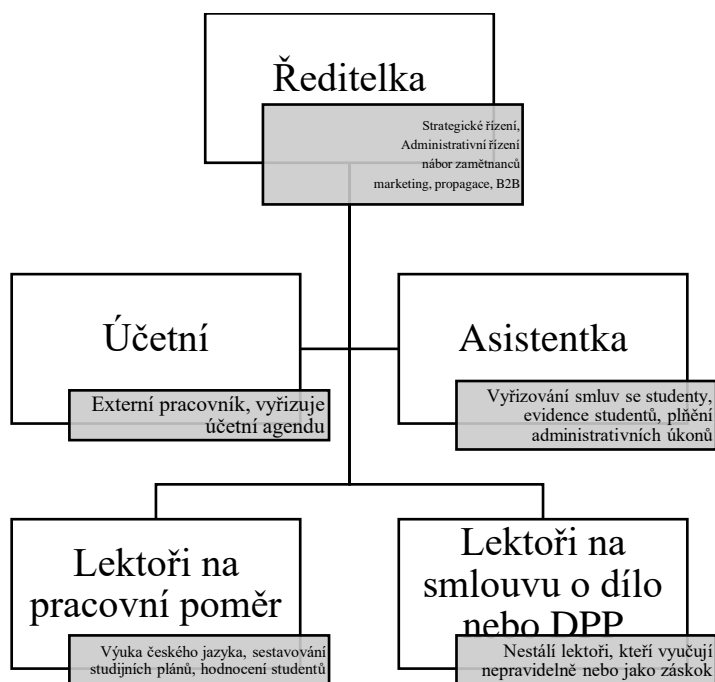 Ředitelka
Strategické řízení,
Administrativní řízení
nábor zamětnanců
marketing, propagace, B2B
Účetní
Externí pracovník, vyřizuje
účetní agendu
Asistentka
Vyřizování smluv se studenty,
evidence studentů, plnění
administrativních úkonů
Lektoři na
pracovní poměr
Výuka českého jazyka, sestavování
studijních plánů, hodnocení studentů
Lektoři na
smlouvu o dílo
nebo DPP
Nestálí lektoři, kteří vyučují
nepravidelně nebo jako záskok